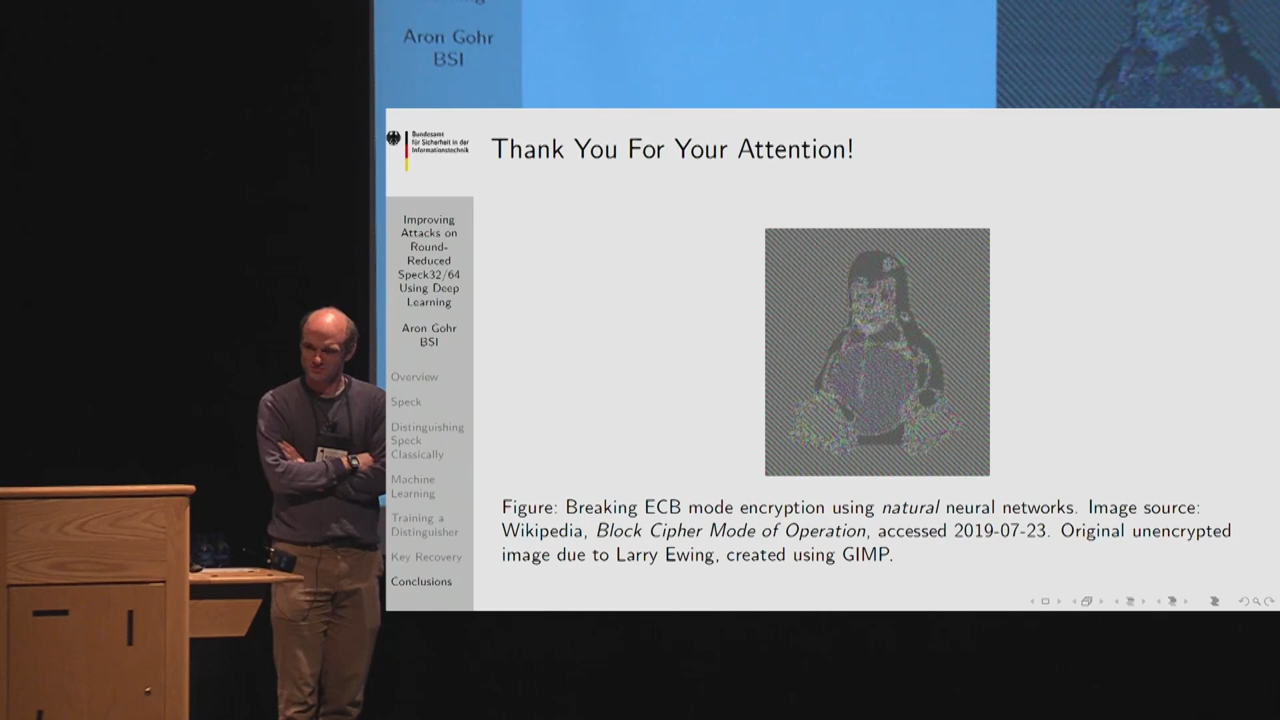 Aron Gohr
BSI
Bundesamt
für Sicherheit in der
Informationstechnik
Thank You For Your Attention!
Improving
Attacks on
Round-
Reduced
Speck32/64
Using Deep
Learning
Aron Gohr
BSI
Overview
Speck
Distinguishing
Speck
Classically
Machine
Learning
Training a
Distinguisher
Key Recovery
Conclusions
Figure: Breaking ECB mode encryption using natural neural networks. Image source:
Wikipedia, Block Cipher Mode of Operation, accessed 2019-07-23. Original unencrypted
image due to Larry Ewing, created using GIMP.